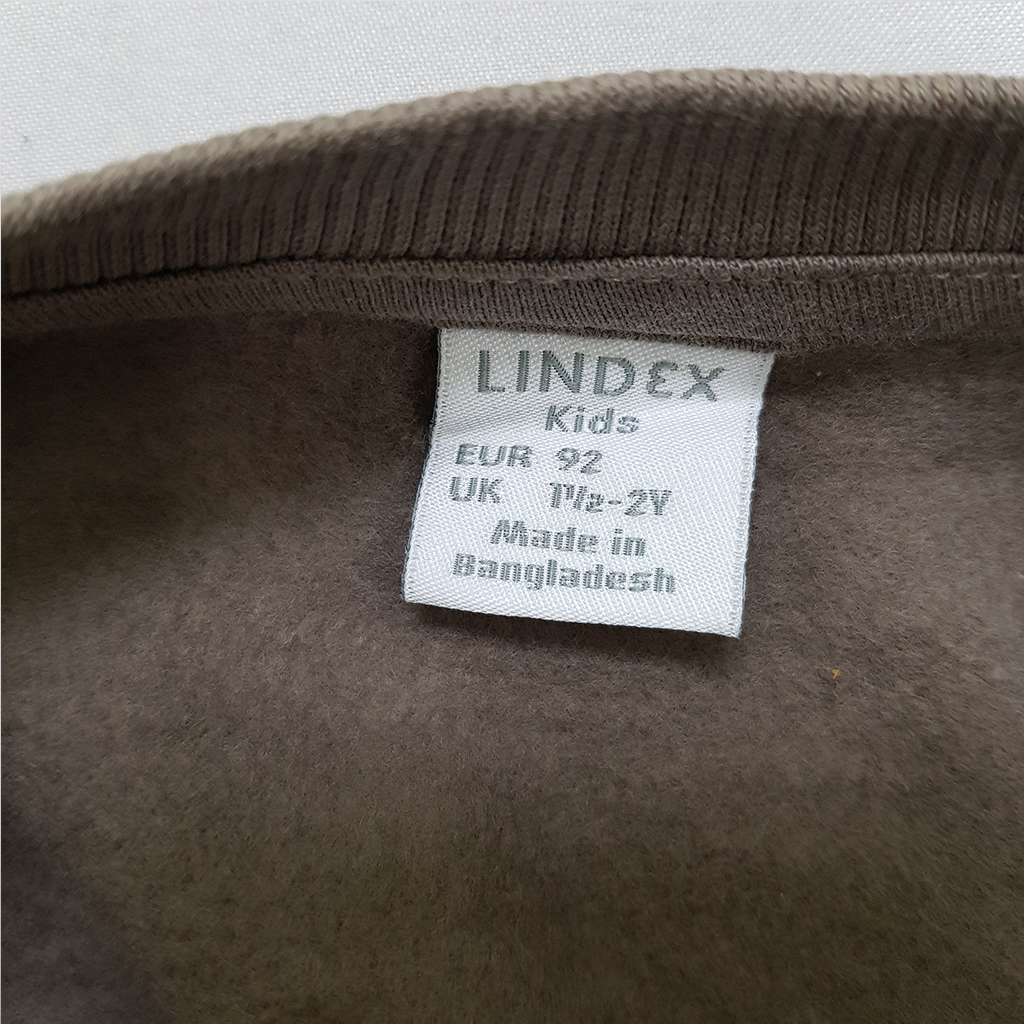 LINDEX
Kids
EUR 92
UK 1½-2Y
Made in
Bangladesh